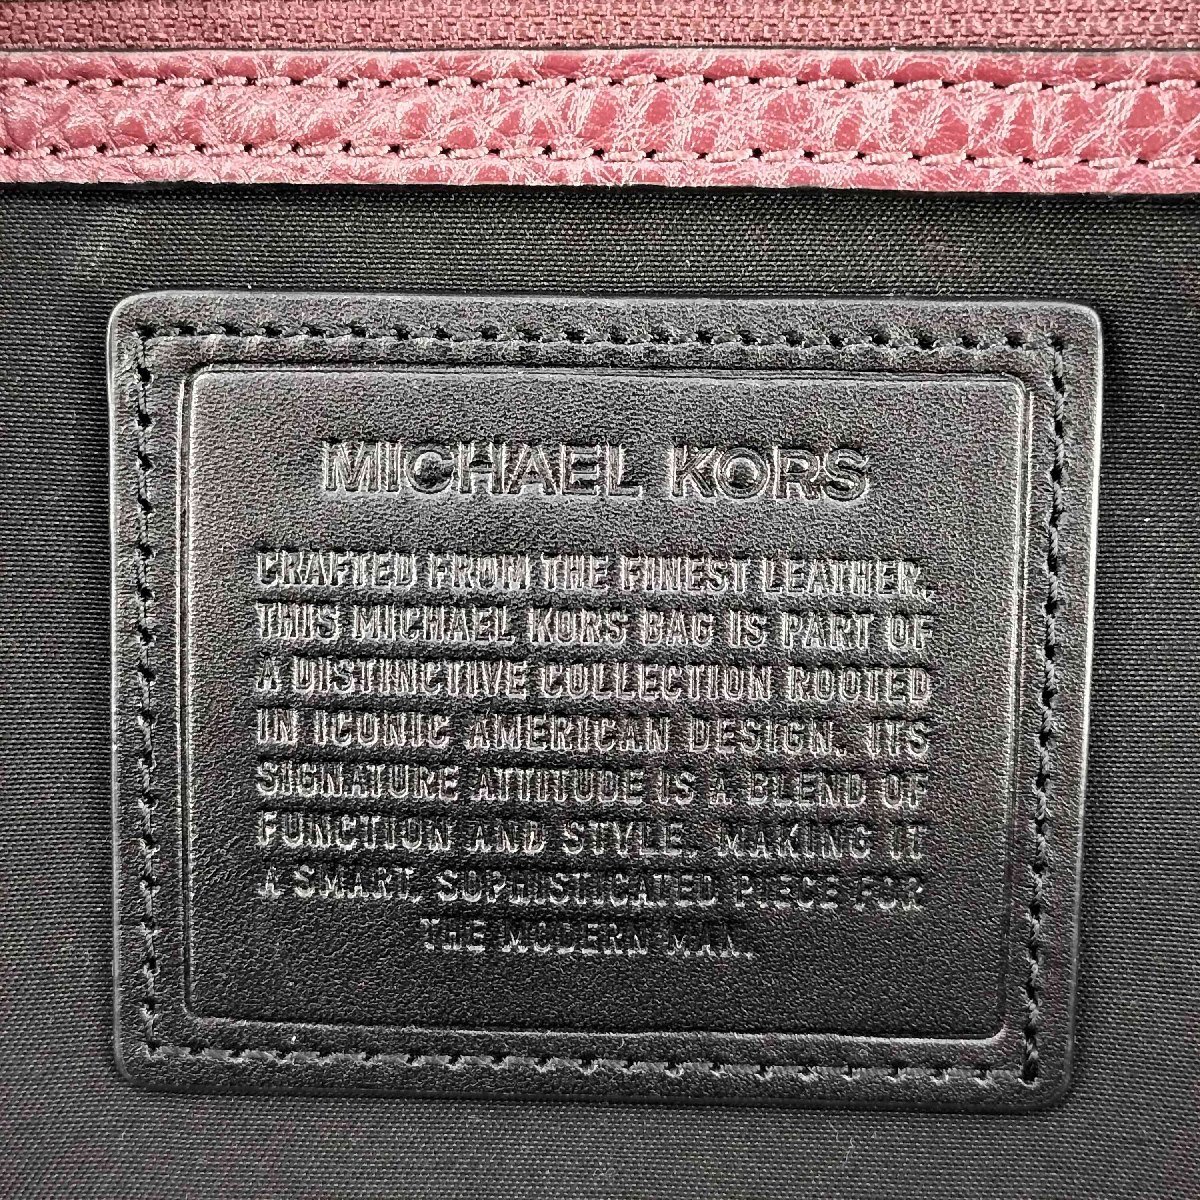 MICHAEL KORS
CRAFTED FROM THE FINEST LEATHER,
THIS MICHAEL KORS BAG IS PART OF
A DISTINCTIVE COLLECTION ROOTED
IN ICONIC AMERICAN DESIGN. ITS
SIGNATURE ATTITUDE IS A BLEND OF
FUNCTION AND STYLE, MAKING IT
A SMART, SOPHISTICATED PIECE FOR
THE MODERN MAN.